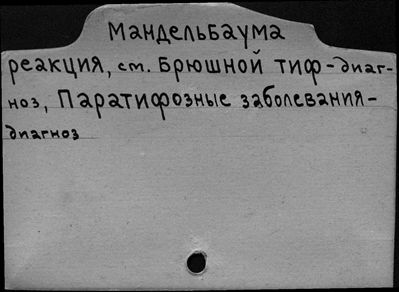 Мандельбаума
реакция, см. Брюшной тиф-диаг-
ноз, Паратифозные заболевания-
диагноз